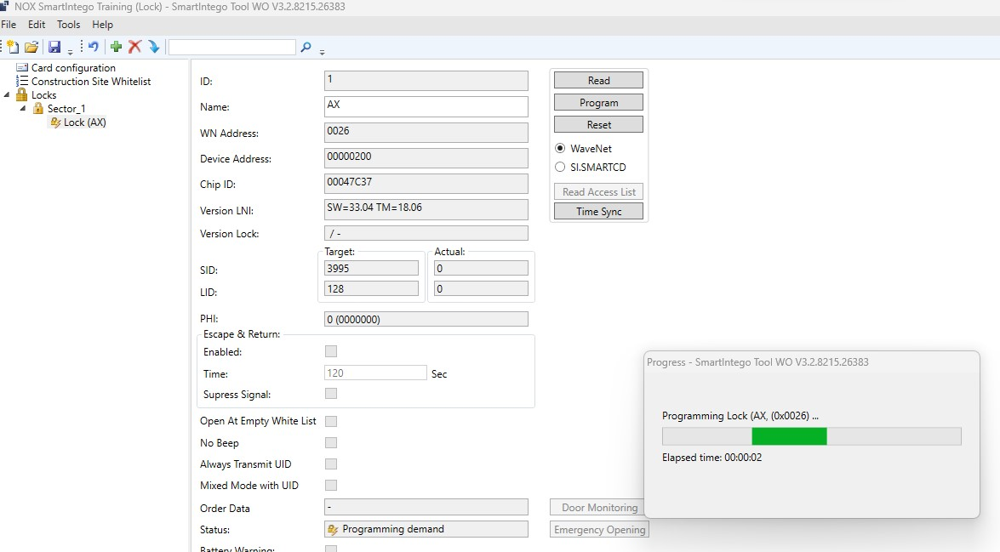 NOX SmartIntego Training (Lock) - SmartIntego Tool WO V3.2.8215.26383
File Edit Tools Help
Card configuration
Construction Site Whitelist
Locks
Sector_1
Lock (AX)
ID: 1
Name: AX
WN Address: 0026
Device Address: 00000200
Chip ID: 00047C37
Version LNI: SW=33.04 TM=18.06
Version Lock: / -
Target: Actual:
SID: 3995 0
LID: 128 0
PHI: 0 (0000000)
Escape & Return:
Enabled:
Time: 120 Sec
Supress Signal:
Open At Empty White List
No Beep
Always Transmit UID
Mixed Mode with UID
Order Data -
Status: Programming demand
Battery Warning:
Read
Program
Reset
WaveNet
SI.SMARTCD
Read Access List
Time Sync
Door Monitoring
Emergency Opening
Progress - SmartIntego Tool WO V3.2.8215.26383
Programming Lock (AX, (0x0026) ...
Elapsed time: 00:00:02